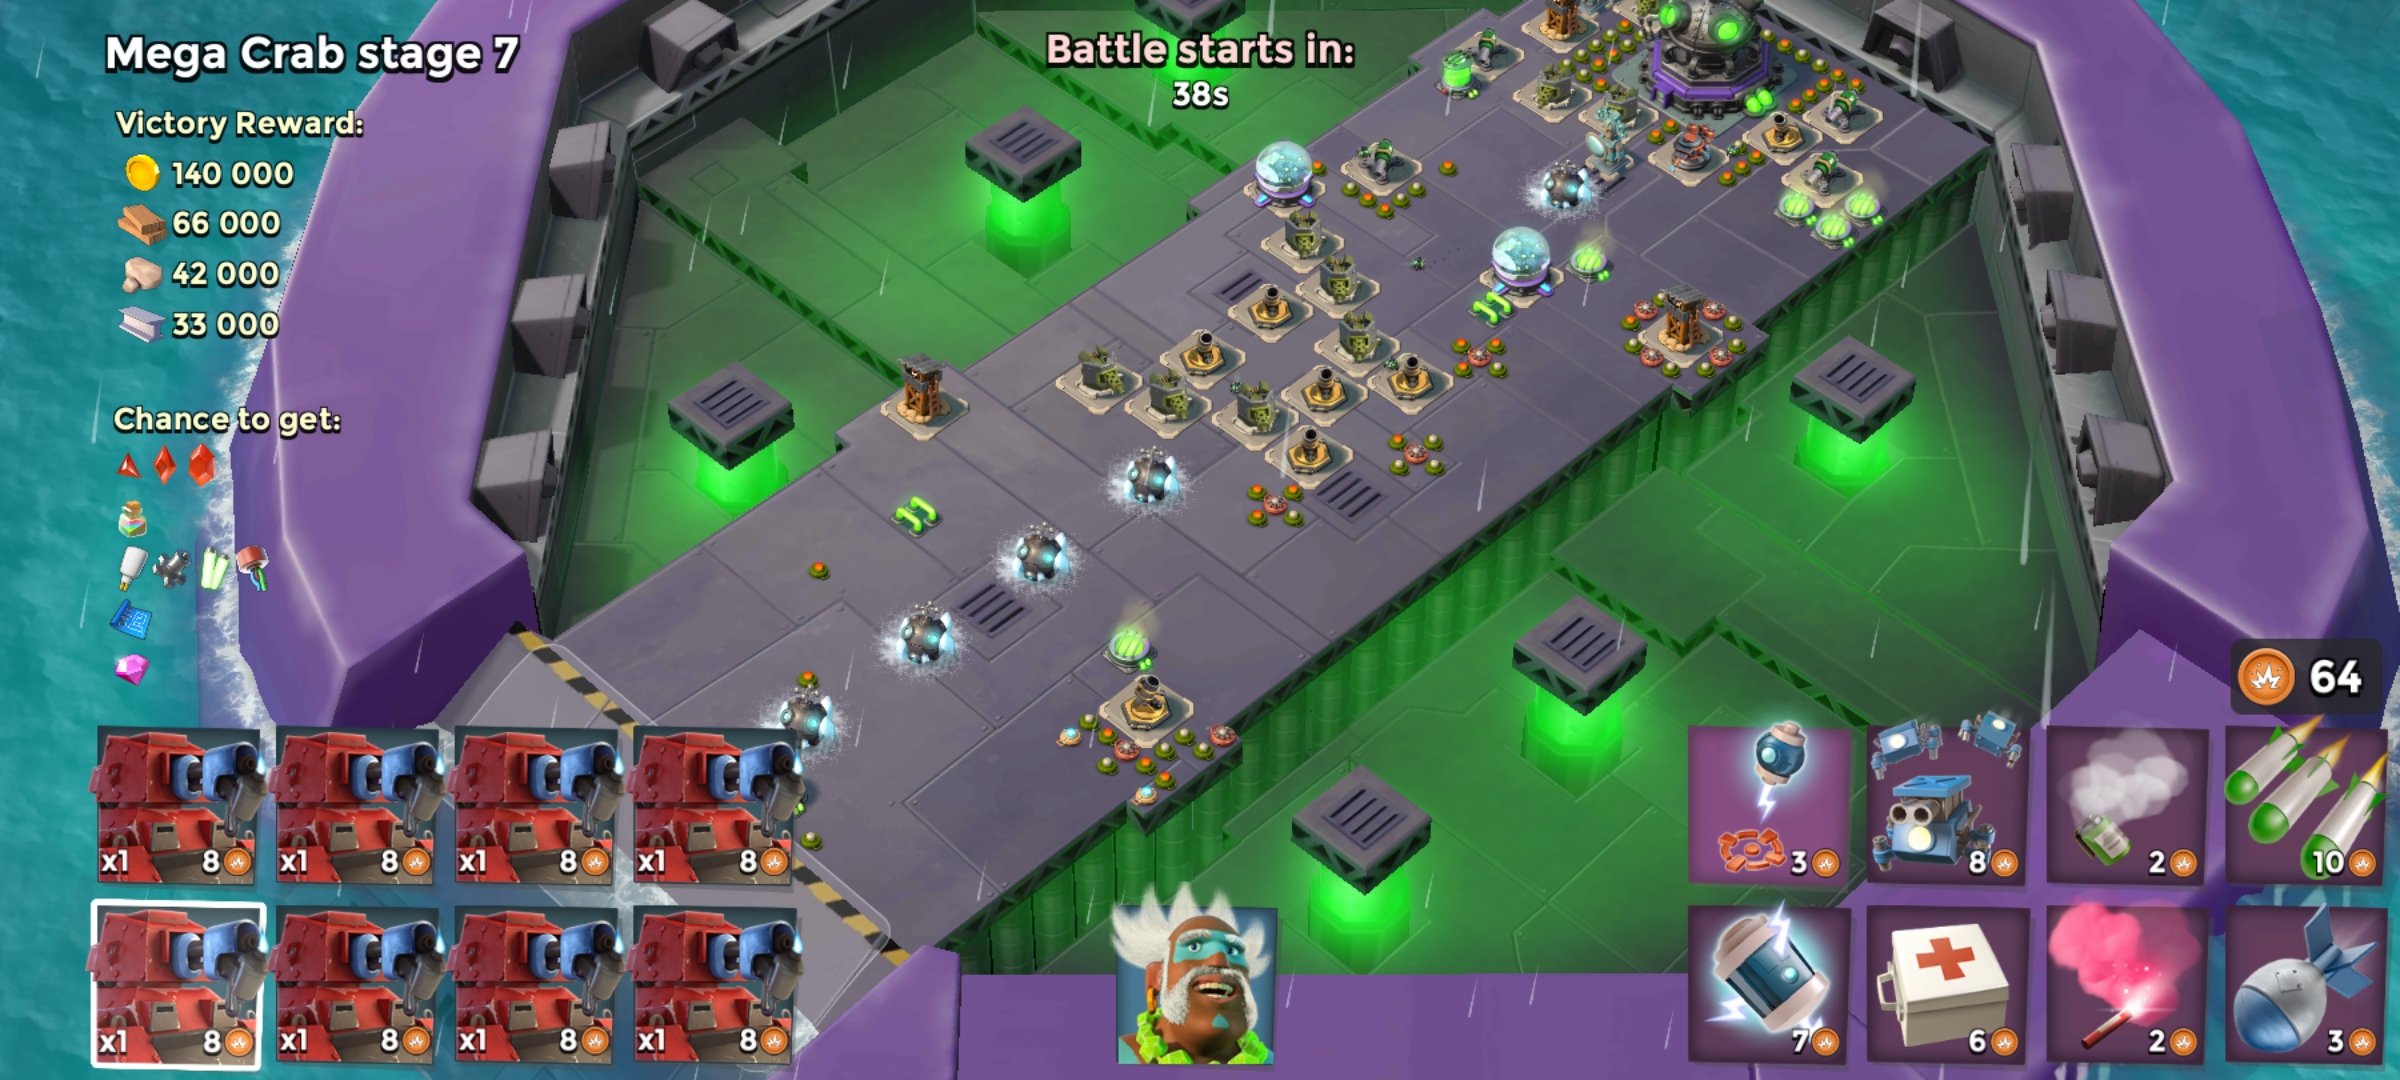 Mega Crab stage 7
Battle starts in:
38s
Victory Reward:
140 000
66 000
42 000
33 000
Chance to get:
64
x1 8
x1 8
x1 8
x1 8
3
8
2
10
x1 8
x1 8
x1 8
x1 8
7
6
2
3